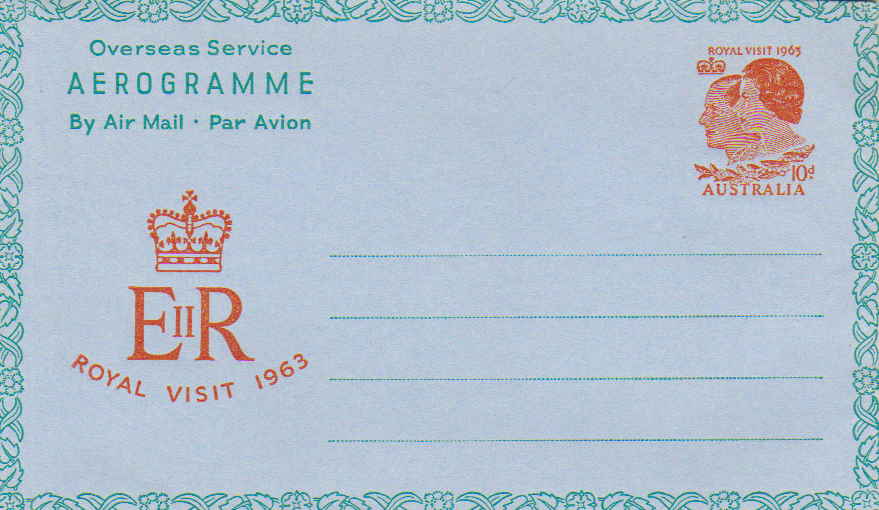 Overseas Service
AEROGRAMME
By Air Mail · Par Avion
ROYAL VISIT 1963
10d
AUSTRALIA
EIIR
ROYAL VISIT 1963